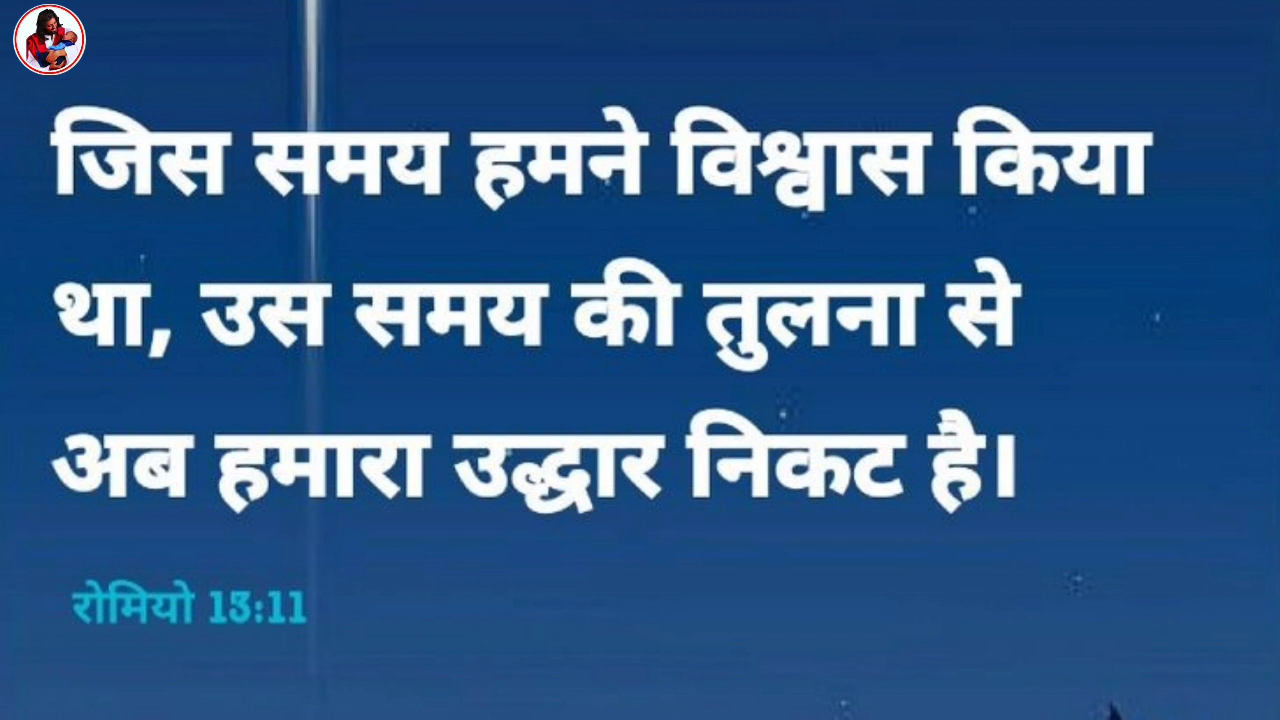 जिस समय हमने विश्वास किया
था, उस समय की तुलना से
अब हमारा उद्धार निकट है।
रोमियो 13:11